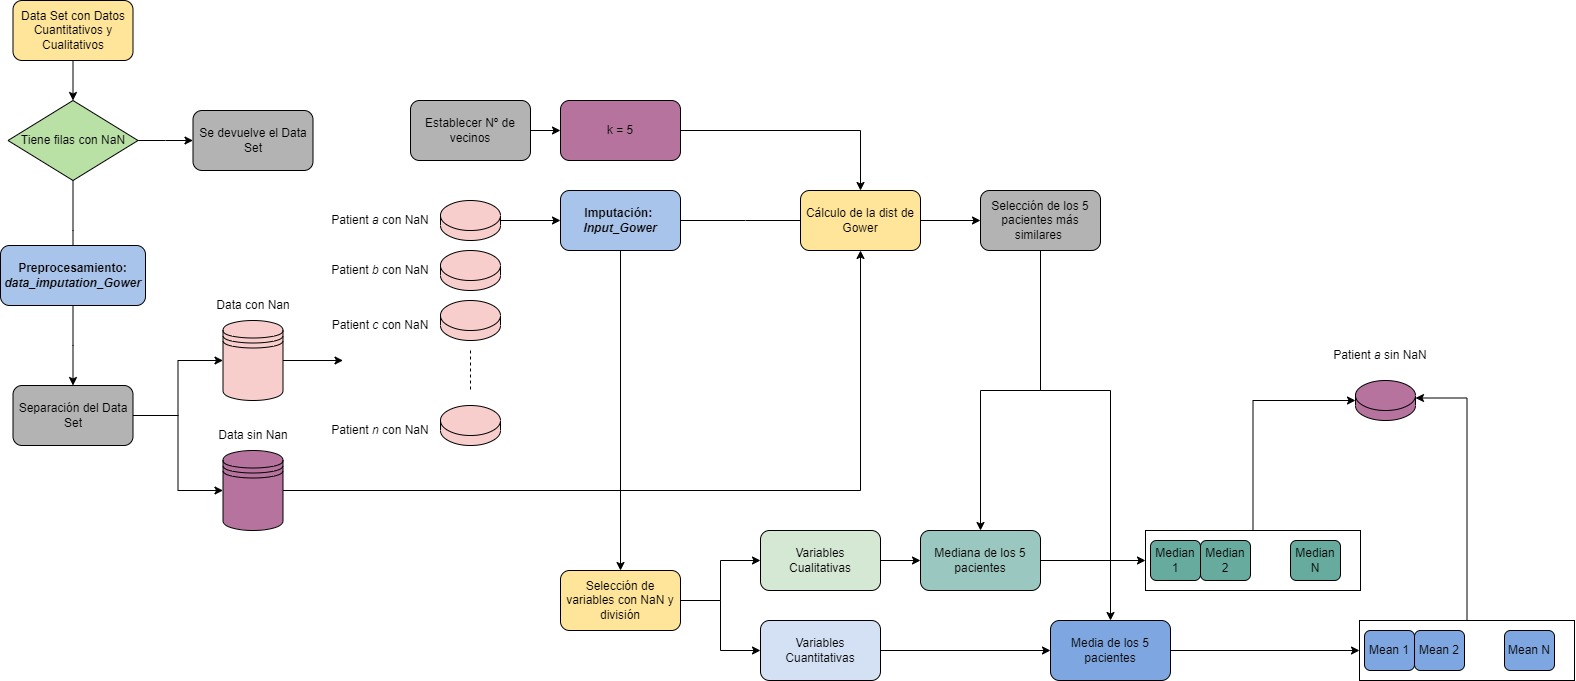 Data Set con Datos
Cuantitativos y
Cualitativos
Tiene filas con NaN
Se devuelve el Data
Set
Establecer Nº de
vecinos
k = 5
Preprocesamiento:
data_imputation_Gower
Separación del Data
Set
Data con Nan
Data sin Nan
Patient a con NaN
Patient b con NaN
Patient c con NaN
Patient n con NaN
Imputación:
Input_Gower
Cálculo de la dist de
Gower
Selección de los 5
pacientes más
similares
Patient a sin NaN
Selección de
variables con NaN y
división
Variables
Cualitativas
Mediana de los 5
pacientes
Median
1
Median
2
Median
N
Variables
Cuantitativas
Media de los 5
pacientes
Mean 1
Mean 2
Mean N